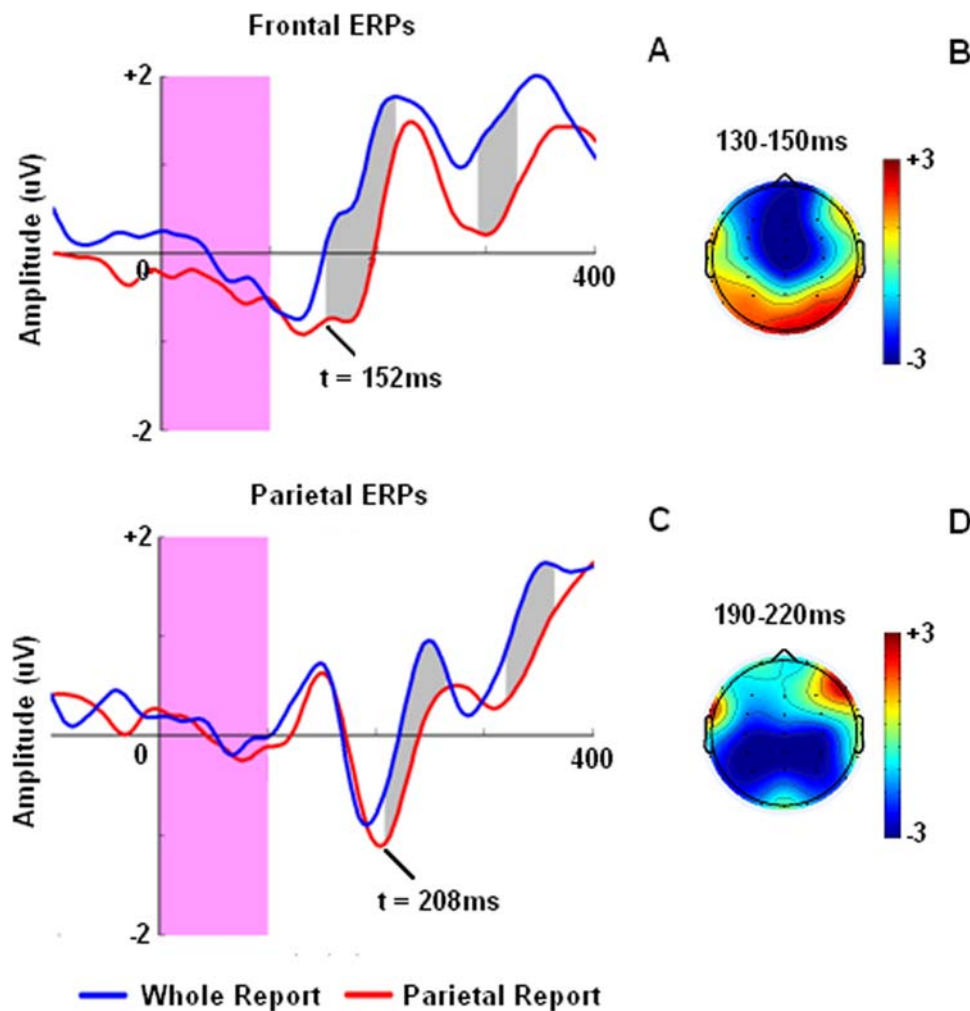 Frontal ERPs
A
B
+2
Amplitude (uV)
0
400
-2
t = 152ms
130-150ms
+3
-3
Parietal ERPs
C
D
+2
Amplitude (uV)
0
400
-2
t = 208ms
190-220ms
+3
-3
Whole Report
Parietal Report